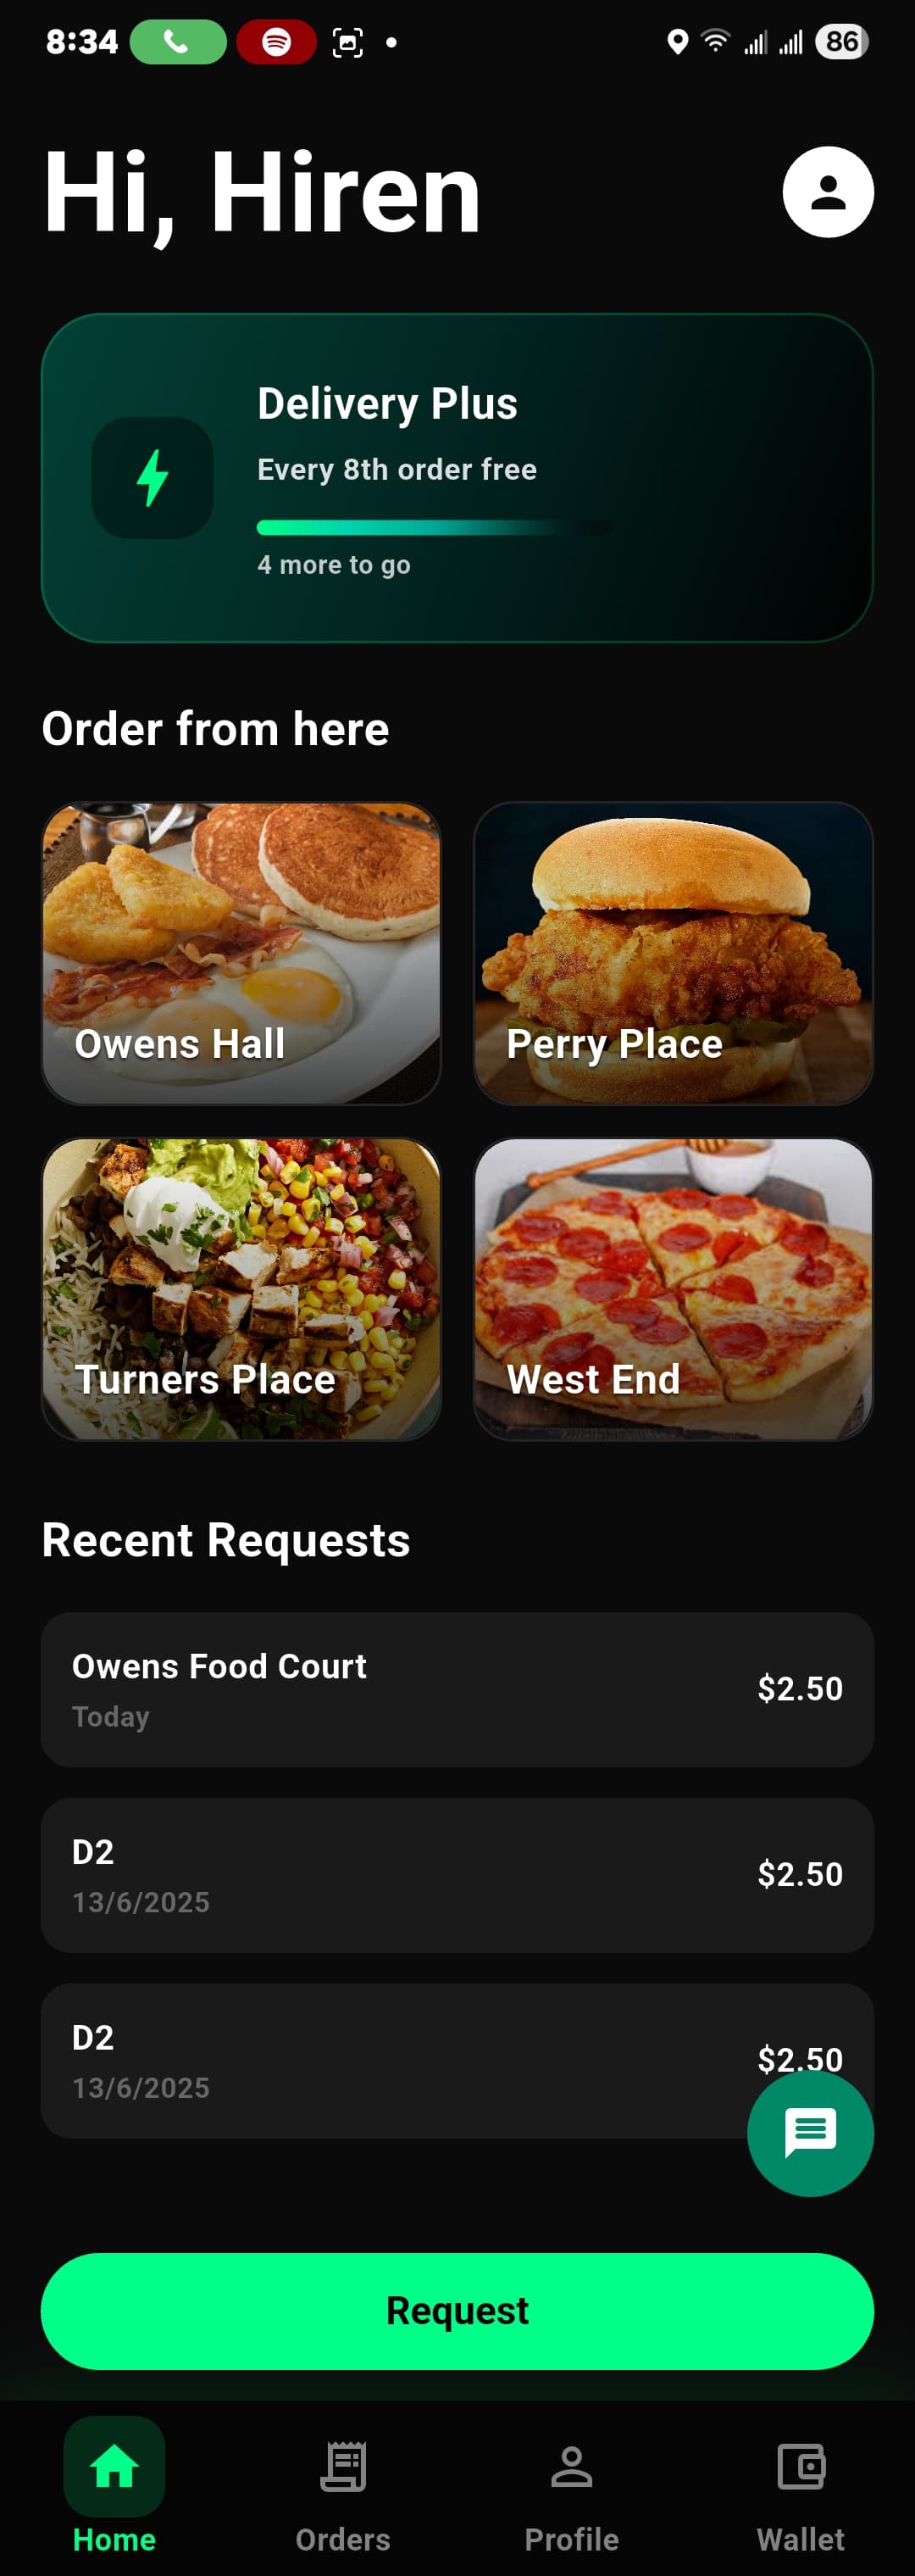 8:34
86
Hi, Hiren
Delivery Plus
Every 8th order free
4 more to go
Order from here
Owens Hall
Perry Place
Turners Place
West End
Recent Requests
Owens Food Court
Today
$2.50
D2
13/6/2025
$2.50
D2
13/6/2025
$2.50
Request
Home
Orders
Profile
Wallet